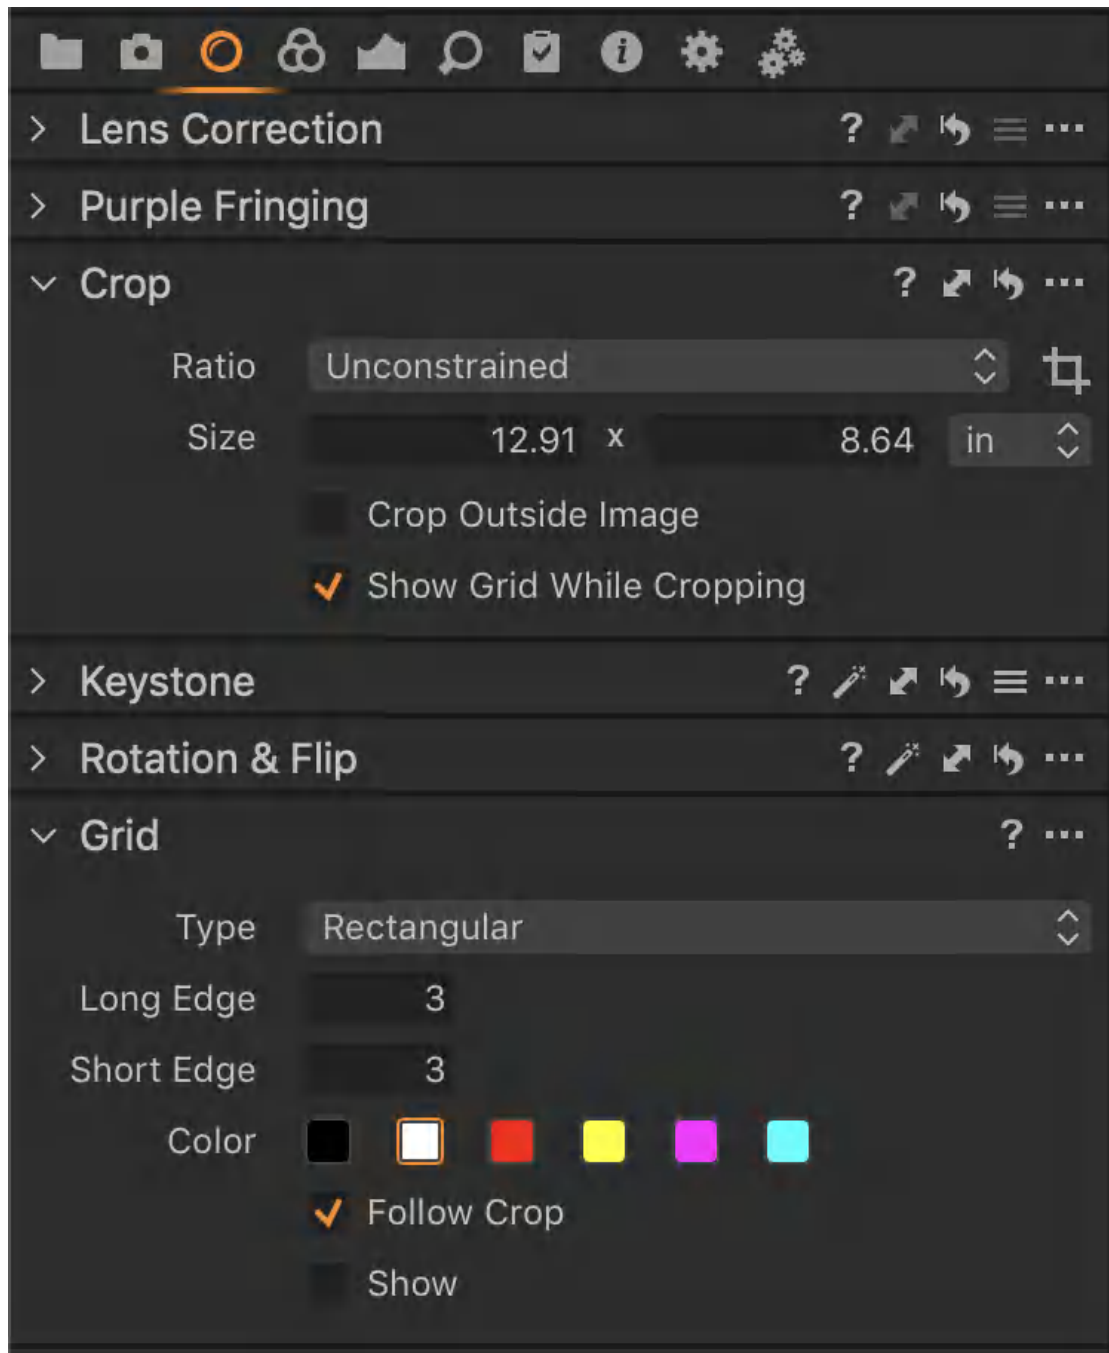 Lens Correction ?
Purple Fringing ?
Crop ?
Ratio Unconstrained
Size 12.91 x 8.64 in
Crop Outside Image
Show Grid While Cropping
Keystone ?
Rotation & Flip ?
Grid ?
Type Rectangular
Long Edge 3
Short Edge 3
Color
Follow Crop
Show